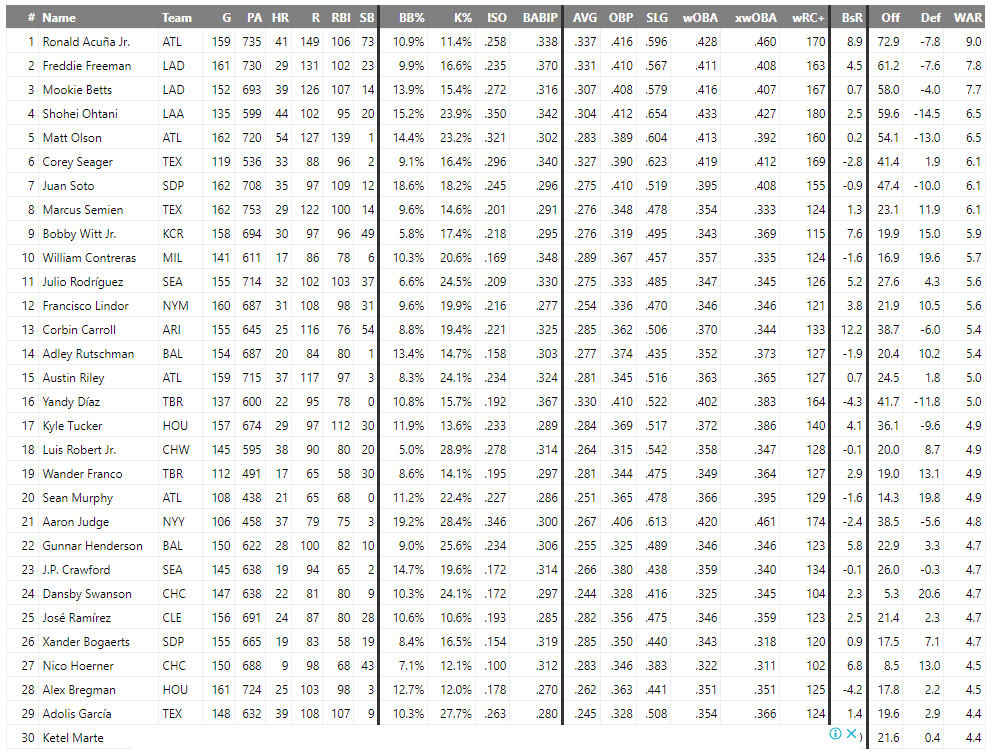 # Name Team G PA HR R RBI SB BB% K% ISO BABIP AVG OBP SLG wOBA xwOBA wRC+ BsR Off Def WAR
1 Ronald Acuña Jr. ATL 159 735 41 149 106 73 10.9% 11.4% .258 .338 .337 .416 .596 .428 .460 170 8.9 72.9 -7.8 9.0
2 Freddie Freeman LAD 161 730 29 131 102 23 9.9% 16.6% .235 .370 .331 .410 .567 .411 .408 163 4.5 61.2 -7.6 7.8
3 Mookie Betts LAD 152 693 39 126 107 14 13.9% 15.4% .272 .316 .307 .408 .579 .416 .407 167 0.7 58.0 -4.0 7.7
4 Shohei Ohtani LAA 135 599 44 102 95 20 15.2% 23.9% .350 .342 .304 .412 .654 .433 .427 180 2.5 59.6 -14.5 6.5
5 Matt Olson ATL 162 720 54 127 139 1 14.4% 23.2% .321 .302 .283 .389 .604 .413 .392 160 0.2 54.1 -13.0 6.5
6 Corey Seager TEX 119 536 33 88 96 2 9.1% 16.4% .296 .340 .327 .390 .623 .419 .412 169 -2.8 41.4 1.9 6.1
7 Juan Soto SDP 162 708 35 97 109 12 18.6% 18.2% .245 .296 .275 .410 .519 .395 .408 155 -0.9 47.4 -10.0 6.1
8 Marcus Semien TEX 162 753 29 122 100 14 9.6% 14.6% .201 .291 .276 .348 .478 .354 .333 124 1.3 23.1 11.9 6.1
9 Bobby Witt Jr. KCR 158 694 30 97 96 49 5.8% 17.4% .218 .295 .276 .319 .495 .343 .369 115 7.6 19.9 15.0 5.9
10 William Contreras MIL 141 611 17 86 78 6 10.3% 20.6% .169 .348 .289 .367 .457 .357 .335 124 -1.6 16.9 19.6 5.7
11 Julio Rodríguez SEA 155 714 32 102 103 37 6.6% 24.5% .209 .330 .275 .333 .485 .347 .345 126 5.2 27.6 4.3 5.6
12 Francisco Lindor NYM 160 687 31 108 98 31 9.6% 19.9% .216 .277 .254 .336 .470 .346 .346 121 3.8 21.9 10.5 5.6
13 Corbin Carroll ARI 155 645 25 116 76 54 8.8% 19.4% .221 .325 .285 .362 .506 .370 .344 133 12.2 38.7 -6.0 5.4
14 Adley Rutschman BAL 154 687 20 84 80 1 13.4% 14.7% .158 .303 .277 .374 .435 .352 .373 127 -1.9 20.4 10.2 5.4
15 Austin Riley ATL 159 715 37 117 97 3 8.3% 24.1% .234 .324 .281 .345 .516 .363 .365 127 0.7 24.5 1.8 5.0
16 Yandy Díaz TBR 137 600 22 95 78 0 10.8% 15.7% .192 .367 .330 .410 .522 .402 .383 164 -4.3 41.7 -11.8 5.0
17 Kyle Tucker HOU 157 674 29 97 112 30 11.9% 13.6% .233 .289 .284 .369 .517 .372 .386 140 4.1 36.1 -9.6 4.9
18 Luis Robert Jr. CHW 145 595 38 90 80 20 5.0% 28.9% .278 .314 .264 .315 .542 .358 .347 128 -0.1 20.0 8.7 4.9
19 Wander Franco TBR 112 491 17 65 58 30 8.6% 14.1% .195 .297 .281 .344 .475 .349 .364 127 2.9 19.0 13.1 4.9
20 Sean Murphy ATL 108 438 21 65 68 0 11.2% 22.4% .227 .286 .251 .365 .478 .366 .395 129 -1.6 14.3 19.8 4.9
21 Aaron Judge NYY 106 458 37 79 75 3 19.2% 28.4% .346 .300 .267 .406 .613 .420 .461 174 -2.4 38.5 -5.6 4.8
22 Gunnar Henderson BAL 150 622 28 100 82 10 9.0% 25.6% .234 .306 .255 .325 .489 .346 .346 123 5.8 22.9 3.3 4.7
23 J.P. Crawford SEA 145 638 19 94 65 2 14.7% 19.6% .172 .314 .266 .380 .438 .359 .340 134 -0.1 26.0 -0.3 4.7
24 Dansby Swanson CHC 147 638 22 81 80 9 10.3% 24.1% .172 .297 .244 .328 .416 .325 .345 104 2.3 5.3 20.6 4.7
25 José Ramírez CLE 156 691 24 87 80 28 10.6% 10.6% .193 .285 .282 .356 .475 .346 .359 123 2.5 21.4 2.3 4.7
26 Xander Bogaerts SDP 155 665 19 83 58 19 8.4% 16.5% .154 .319 .285 .350 .440 .343 .318 120 0.9 17.5 7.1 4.7
27 Nico Hoerner CHC 150 688 9 98 68 43 7.1% 12.1% .100 .312 .283 .346 .383 .322 .311 102 6.8 8.5 13.0 4.5
28 Alex Bregman HOU 161 724 25 103 98 3 12.7% 12.0% .178 .270 .262 .363 .441 .351 .351 125 -4.2 17.8 2.2 4.5
29 Adolis García TEX 148 632 39 108 107 9 10.3% 27.7% .263 .280 .245 .328 .508 .354 .366 124 1.4 19.6 2.9 4.4
30 Ketel Marte 21.6 0.4 4.4